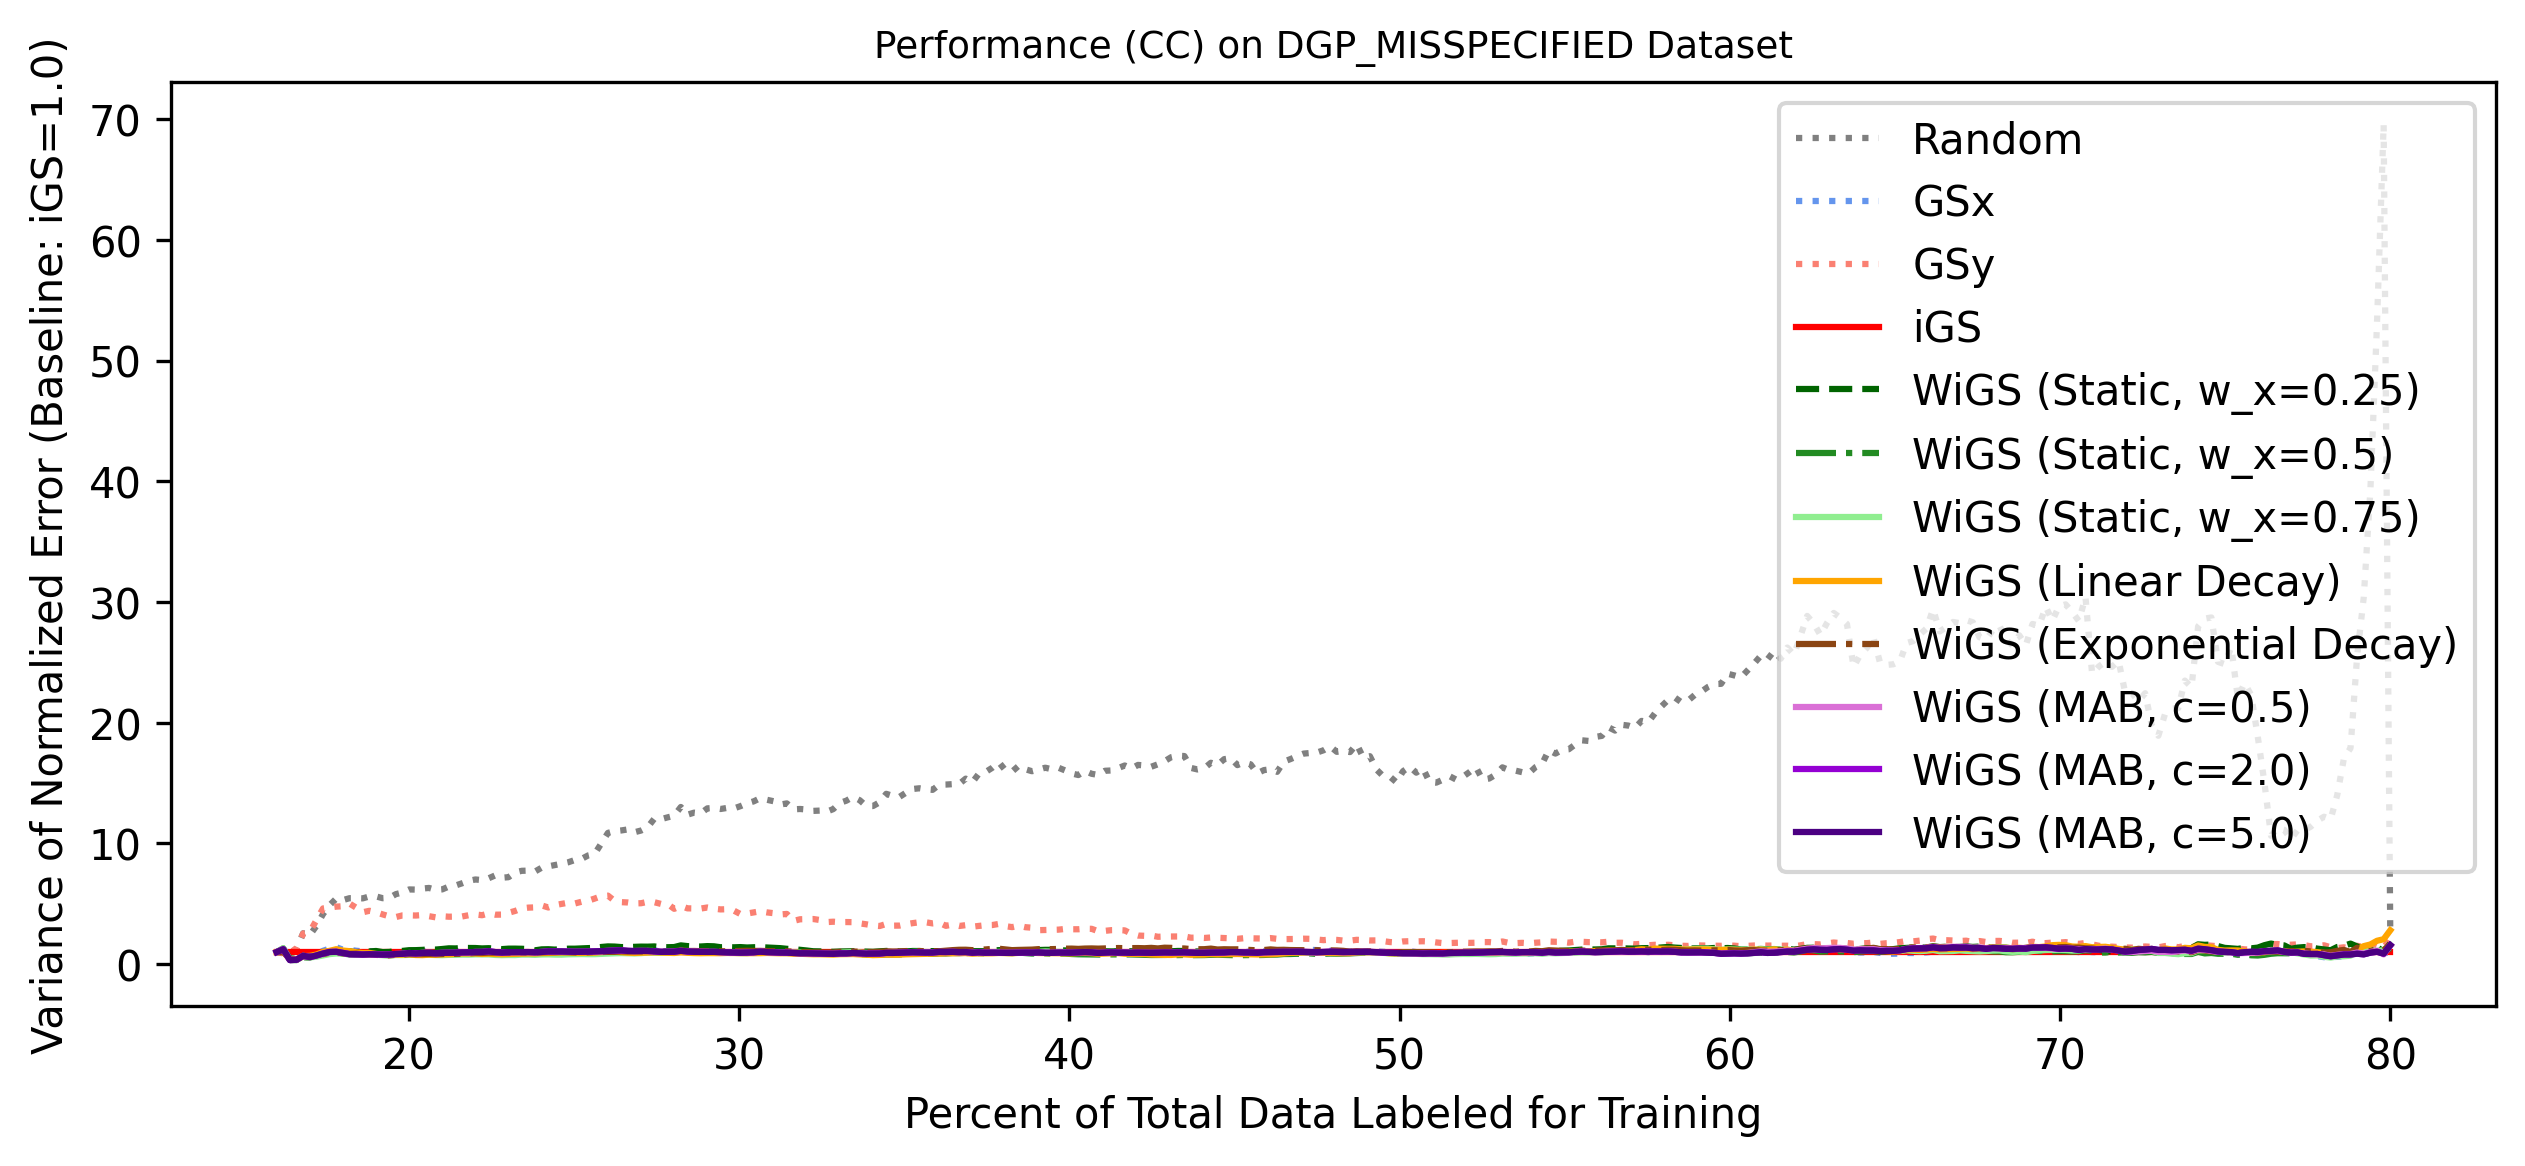 Performance (CC) on DGP_MISSPECIFIED Dataset
Variance of Normalized Error (Baseline: iGS=1.0)
70
60
50
40
30
20
10
0
Random
GSx
GSy
iGS
WiGS (Static, w_x=0.25)
WiGS (Static, w_x=0.5)
WiGS (Static, w_x=0.75)
WiGS (Linear Decay)
WiGS (Exponential Decay)
WiGS (MAB, c=0.5)
WiGS (MAB, c=2.0)
WiGS (MAB, c=5.0)
20 30 40 50 60 70 80
Percent of Total Data Labeled for Training